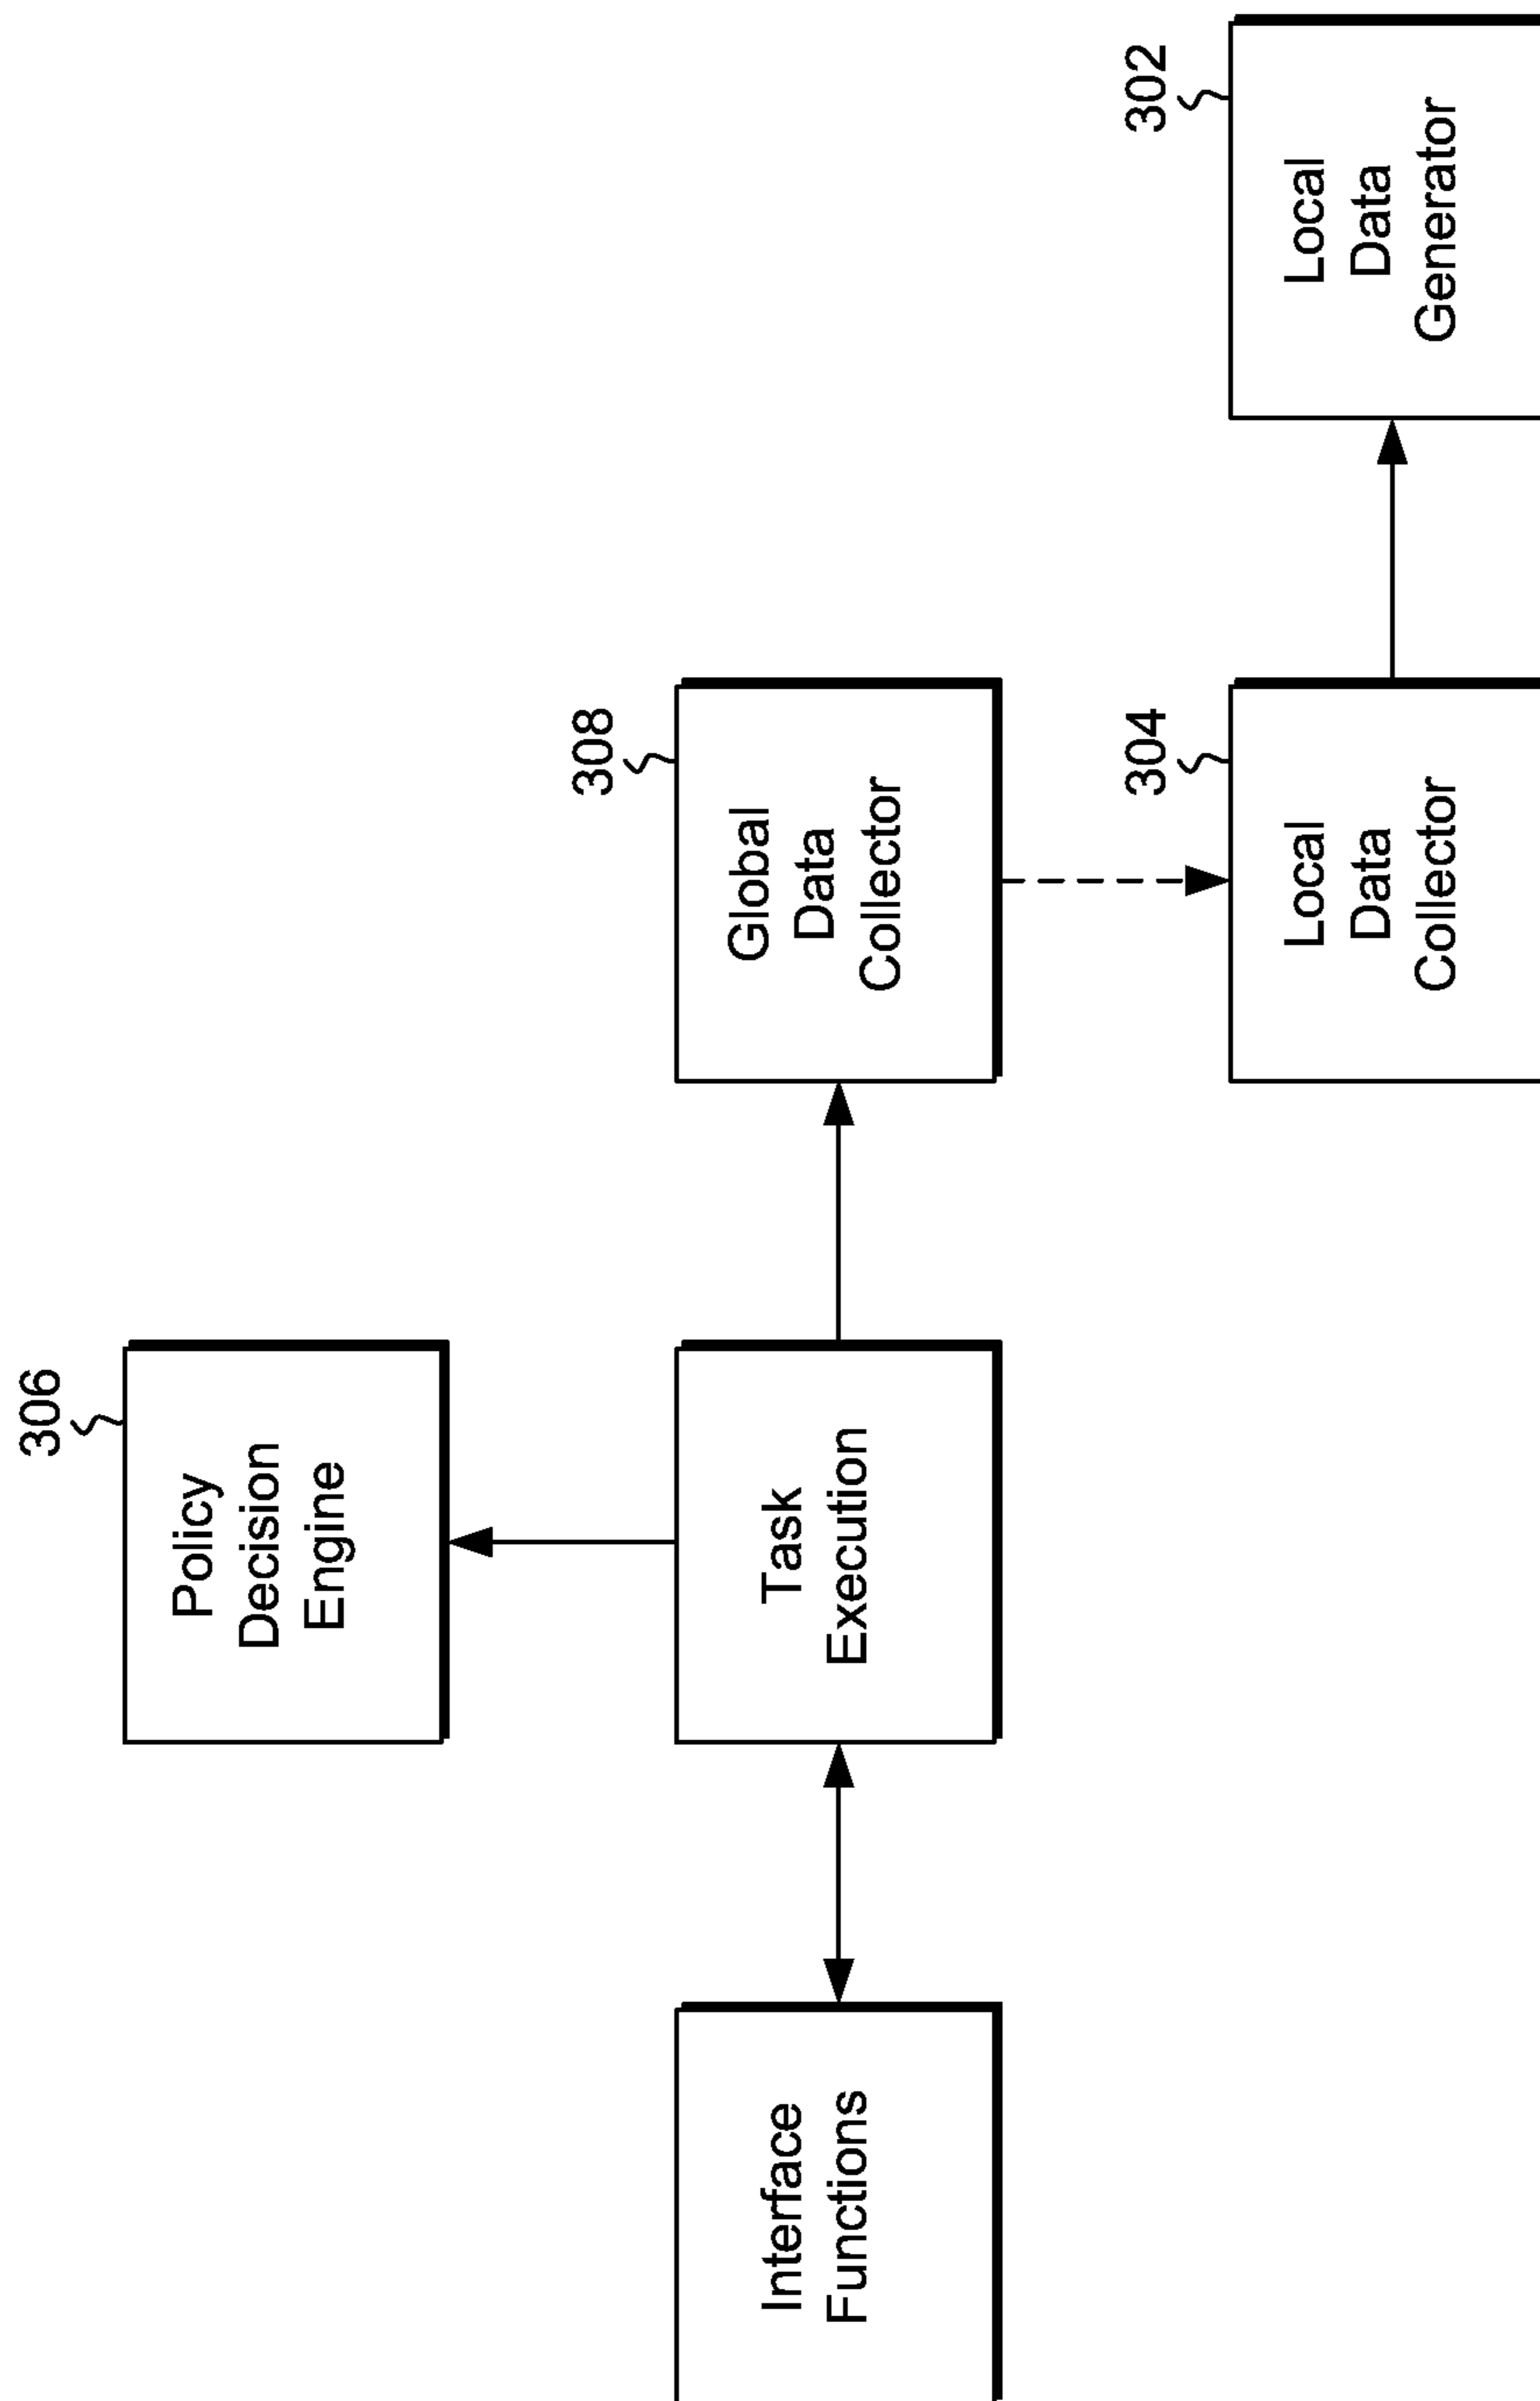 306
Policy
Decision
Engine
Interface
Functions
Task
Execution
308
Global
Data
Collector
304
Local
Data
Collector
302
Local
Data
Generator